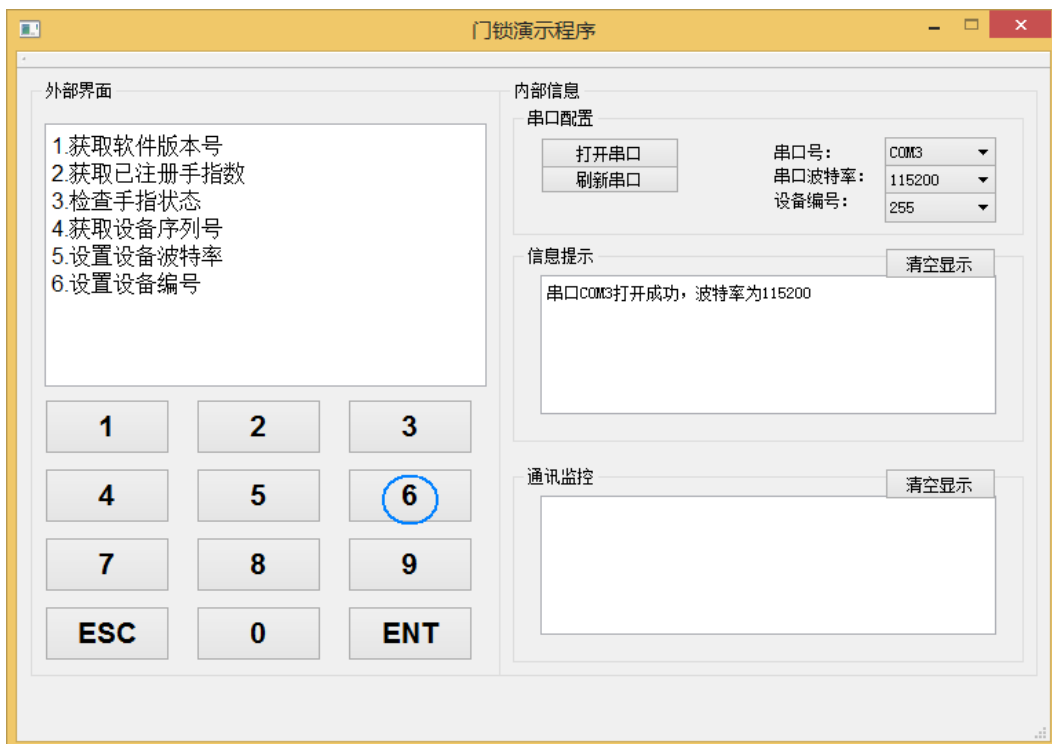 门锁演示程序
外部界面
1.获取软件版本号
2.获取已注册手指数
3.检查手指状态
4.获取设备序列号
5.设置设备波特率
6.设置设备编号
1 2 3
4 5 6
7 8 9
ESC 0 ENT
内部信息
串口配置
打开串口 串口号： COM3
刷新串口 串口波特率： 115200
设备编号： 255
信息提示 清空显示
串口COM3打开成功，波特率为115200
通讯监控 清空显示